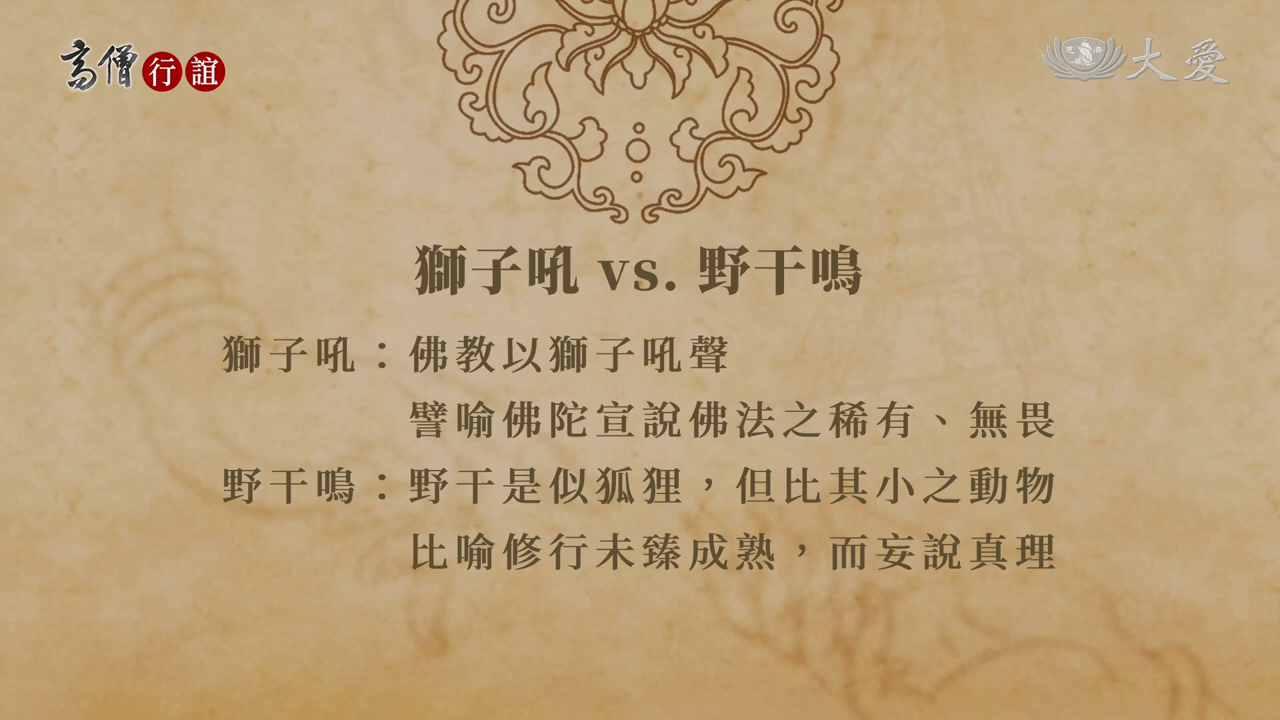 高僧行誼
大愛
獅子吼 vs. 野干鳴
獅子吼：佛教以獅子吼聲
譬喻佛陀宣說佛法之稀有、無畏
野干鳴：野干是似狐狸，但比其小之動物
比喻修行未臻成熟，而妄說真理